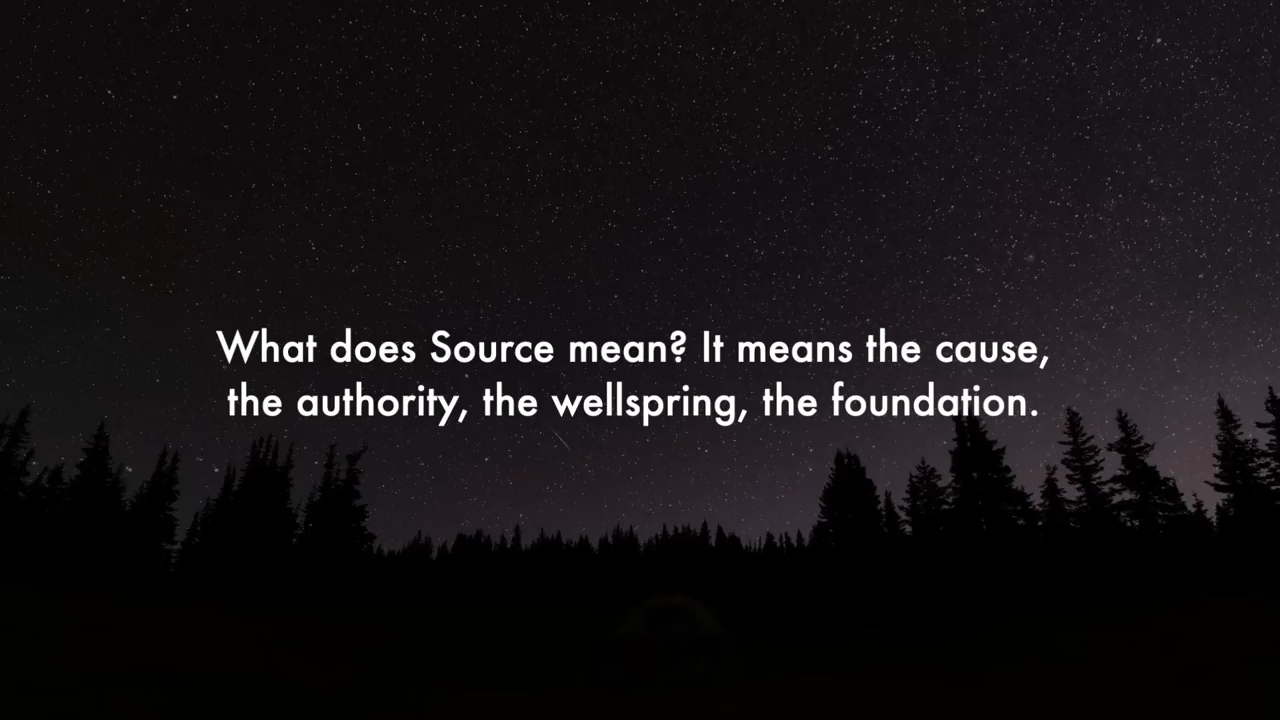 What does Source mean? It means the cause,
the authority, the wellspring, the foundation.